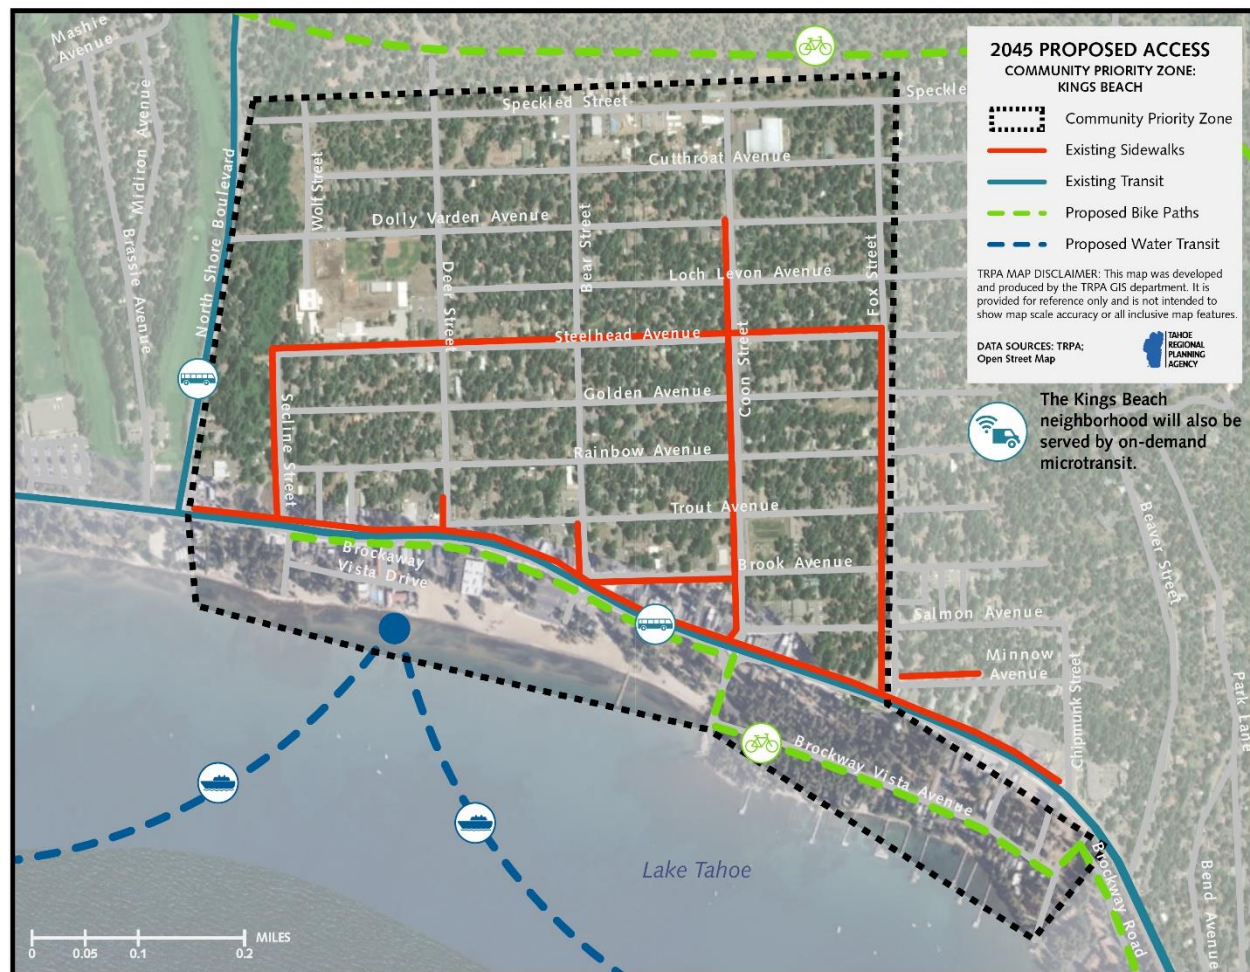 2045 PROPOSED ACCESS
COMMUNITY PRIORITY ZONE:
KINGS BEACH
Community Priority Zone
Existing Sidewalks
Existing Transit
Proposed Bike Paths
Proposed Water Transit
TRPA MAP DISCLAIMER: This map was developed
and produced by the TRPA GIS department. It is
provided for reference only and is not intended to
show map scale accuracy or all inclusive map features.
DATA SOURCES: TRPA;
Open Street Map
TAHOE
REGIONAL
PLANNING
AGENCY
The Kings Beach
neighborhood will also be
served by on-demand
microtransit.
Mashie
Avenue
Midiron Avenue
Brassie Avenue
North Shore Boulevard
Speckled Street
Speckle
Wolf Street
Cutthroat Avenue
Dolly Varden Avenue
Bear Street
Deer Street
Loch Levon Avenue
Fox Street
Steelhead Avenue
Coon Street
Golden Avenue
Secline Street
Rainbow Avenue
Trout Avenue
Brockaway
Vista Drive
Brook Avenue
Salmon Avenue
Minnow
Avenue
Chipmunk Street
Beaver Street
Park Lane
Brockway Vista Avenue
Brockway Road
Bend Avenue
Lake Tahoe
MILES
0 0.05 0.1 0.2